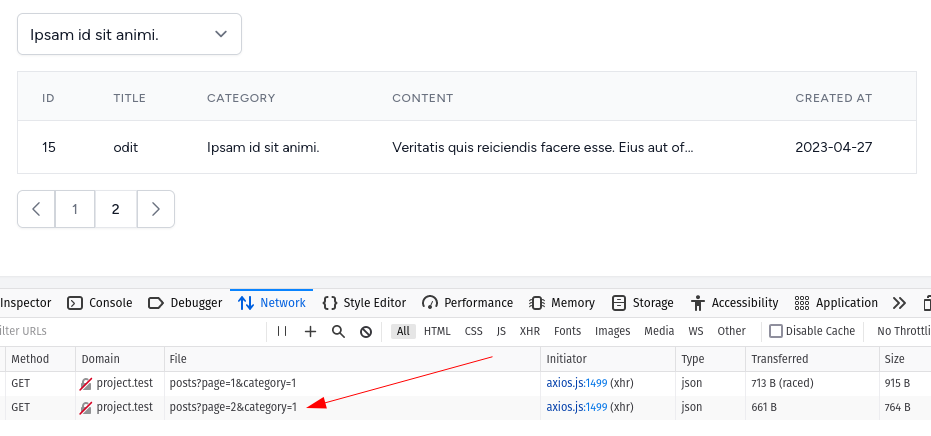 Ipsam id sit animi.
ID TITLE CATEGORY CONTENT CREATED AT
15 odit Ipsam id sit animi. Veritatis quis reiciendis facere esse. Eius aut of... 2023-04-27
1 2
Inspector Console Debugger Network Style Editor Performance Memory Storage Accessibility Application
ilter URLs All HTML CSS JS XHR Fonts Images Media WS Other Disable Cache No Throttli
Method Domain File Initiator Type Transferred Size
GET project.test posts?page=1&category=1 axios.js:1499 (xhr) json 713 B (raced) 915 B
GET project.test posts?page=2&category=1 axios.js:1499 (xhr) json 661 B 764 B